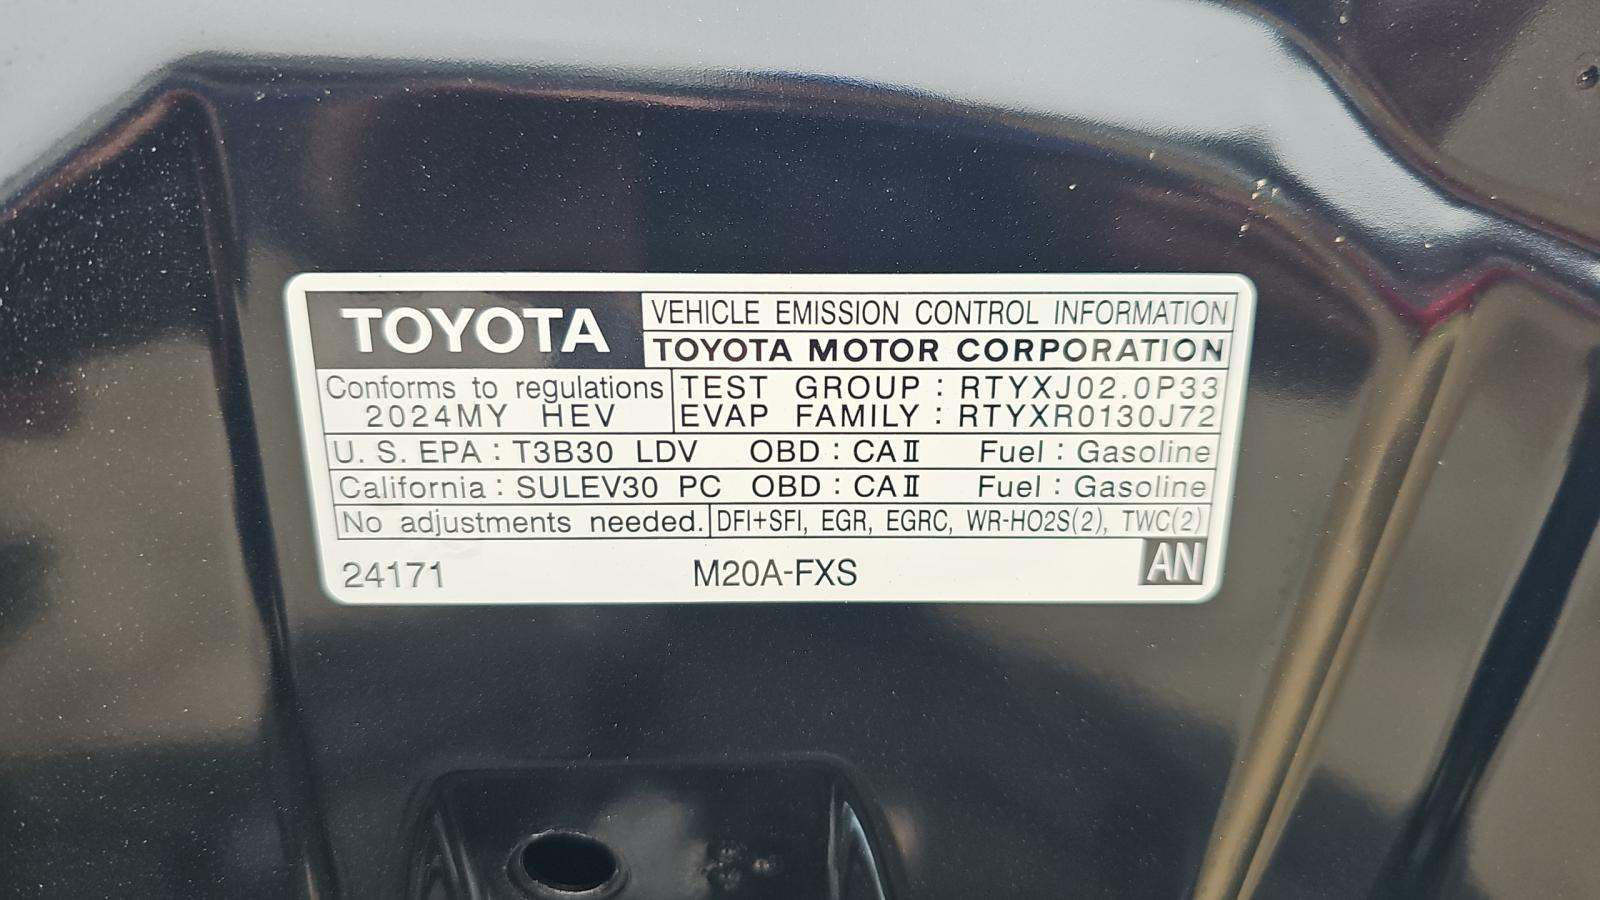 TOYOTA
VEHICLE EMISSION CONTROL INFORMATION
TOYOTA MOTOR CORPORATION
Conforms to regulations
2024MY HEV
TEST GROUP : RTYXJ02.0P33
EVAP FAMILY : RTYXR0130J72
U.S. EPA : T3B30 LDV OBD : CAⅡ Fuel : Gasoline
California : SULEV30 PC OBD : CAⅡ Fuel : Gasoline
No adjustments needed. DFI+SFI, EGR, EGRC, WR-HO2S(2), TWC(2)
24171 M20A-FXS AN